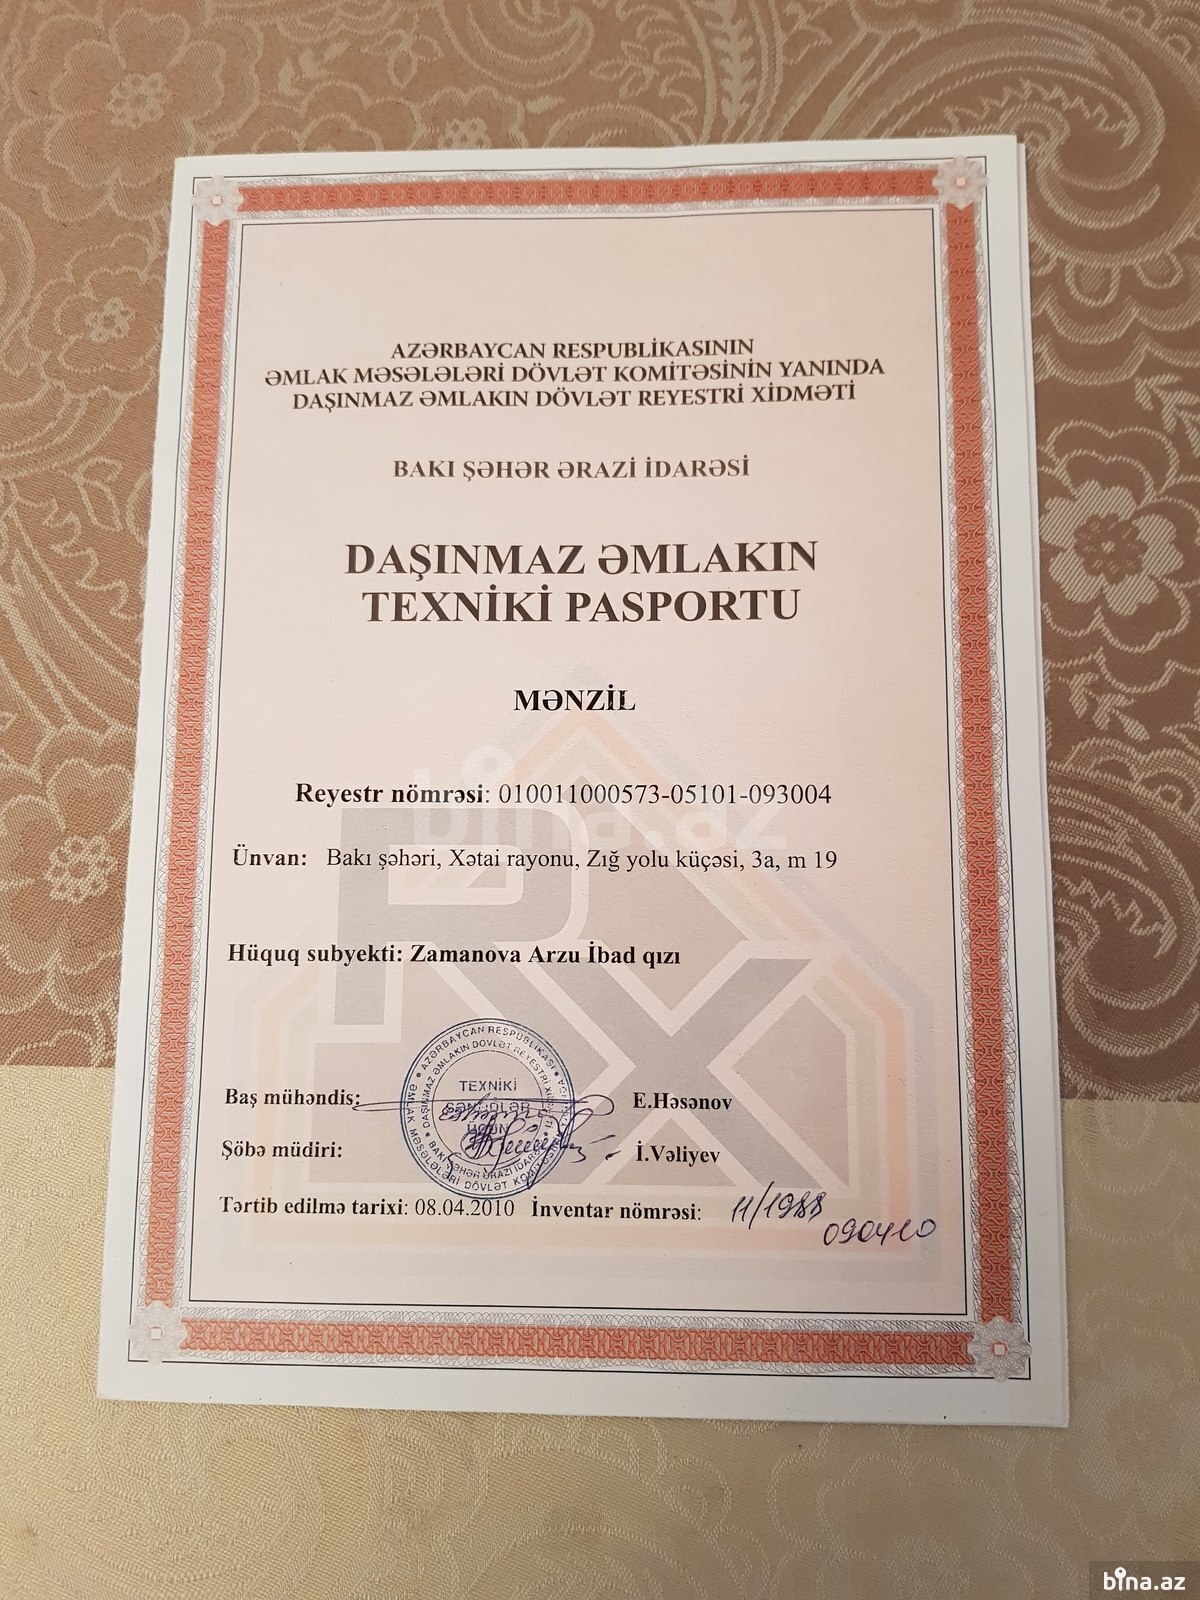 AZƏRBAYCAN RESPUBLİKASININ
ƏMLAK MƏSƏLƏLƏRİ DÖVLƏT KOMİTƏSİNİN YANINDA
DAŞINMAZ ƏMLAKIN DÖVLƏT REYESTRİ XİDMƏTİ
BAKI ŞƏHƏR ƏRAZİ İDARƏSİ
DAŞINMAZ ƏMLAKIN
TEXNİKİ PASPORTU
MƏNZİL
bina.az
Reyestr nömrəsi: 010011000573-05101-093004
Ünvan: Bakı şəhəri, Xətai rayonu, Zığ yolu küçəsi, 3a, m 19
Hüquq subyekti: Zamanova Arzu İbad qızı
AZƏRBAYCAN RESPUBLİKASI
ƏMLAK MƏSƏLƏLƏRİ DÖVLƏT KOMİTƏSİNİN
DAŞINMAZ ƏMLAKIN DÖVLƏT REYESTRİ
BAKI ŞƏHƏR ƏRAZİ İDARƏSİ
TEXNİKİ
SƏNƏDLƏR
ÜÇÜN
Baş mühəndis: E.Həsənov
Şöbə müdiri: İ.Vəliyev
Tərtib edilmə tarixi: 08.04.2010 İnventar nömrəsi: 11/1988
090410
bina.az